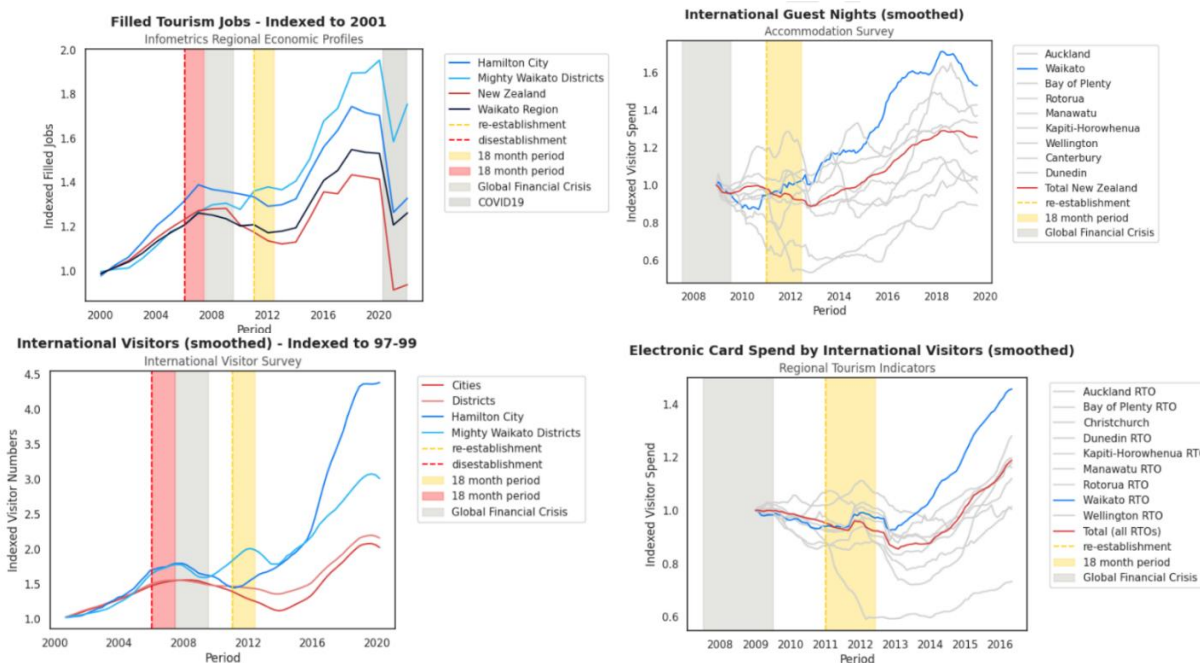 Filled Tourism Jobs - Indexed to 2001
Infometrics Regional Economic Profiles
2.0
1.8
1.6
1.4
1.2
1.0
Indexed Filled Jobs
2000
2004
2008
2012
2016
2020
Period
Hamilton City
Mighty Waikato Districts
New Zealand
Waikato Region
re-establishment
disestablishment
18 month period
18 month period
Global Financial Crisis
COVID19
International Guest Nights (smoothed)
Accommodation Survey
1.6
1.4
1.2
1.0
0.8
0.6
Indexed Visitor Spend
2008
2010
2012
2014
2016
2018
2020
Period
Auckland
Waikato
Bay of Plenty
Rotorua
Manawatu
Kapiti-Horowhenua
Wellington
Canterbury
Dunedin
Total New Zealand
re-establishment
18 month period
Global Financial Crisis
International Visitors (smoothed) - Indexed to 97-99
International Visitor Survey
4.5
4.0
3.5
3.0
2.5
2.0
1.5
1.0
Indexed Visitor Numbers
2000
2004
2008
2012
2016
2020
Period
Cities
Districts
Hamilton City
Mighty Waikato Districts
re-establishment
disestablishment
18 month period
18 month period
Global Financial Crisis
Electronic Card Spend by International Visitors (smoothed)
Regional Tourism Indicators
1.4
1.2
1.0
0.8
0.6
Indexed Visitor Spend
2008
2009
2010
2011
2012
2013
2014
2015
2016
Period
Auckland RTO
Bay of Plenty RTO
Christchurch
Dunedin RTO
Kapiti-Horowhenua RT
Manawatu RTO
Rotorua RTO
Waikato RTO
Wellington RTO
Total (all RTOs)
re-establishment
18 month period
Global Financial Crisis